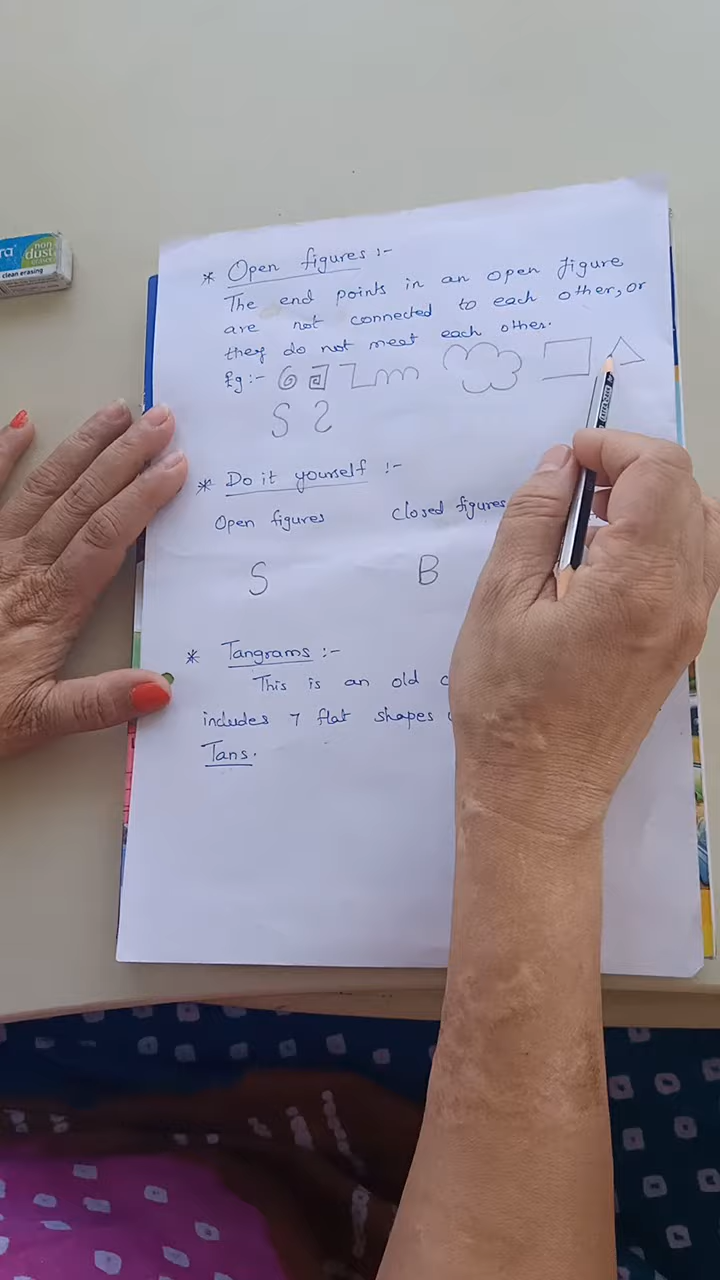 ra non dust
clean erasing
* Open figures :-
The end points in an open figure
are not connected to each other, or
they do not meet each other.
Eg :-
S
* Do it yourself :-
Open figures Closed figures
S B
* Tangrams :-
This is an old
includes 7 flat shapes
Tans.